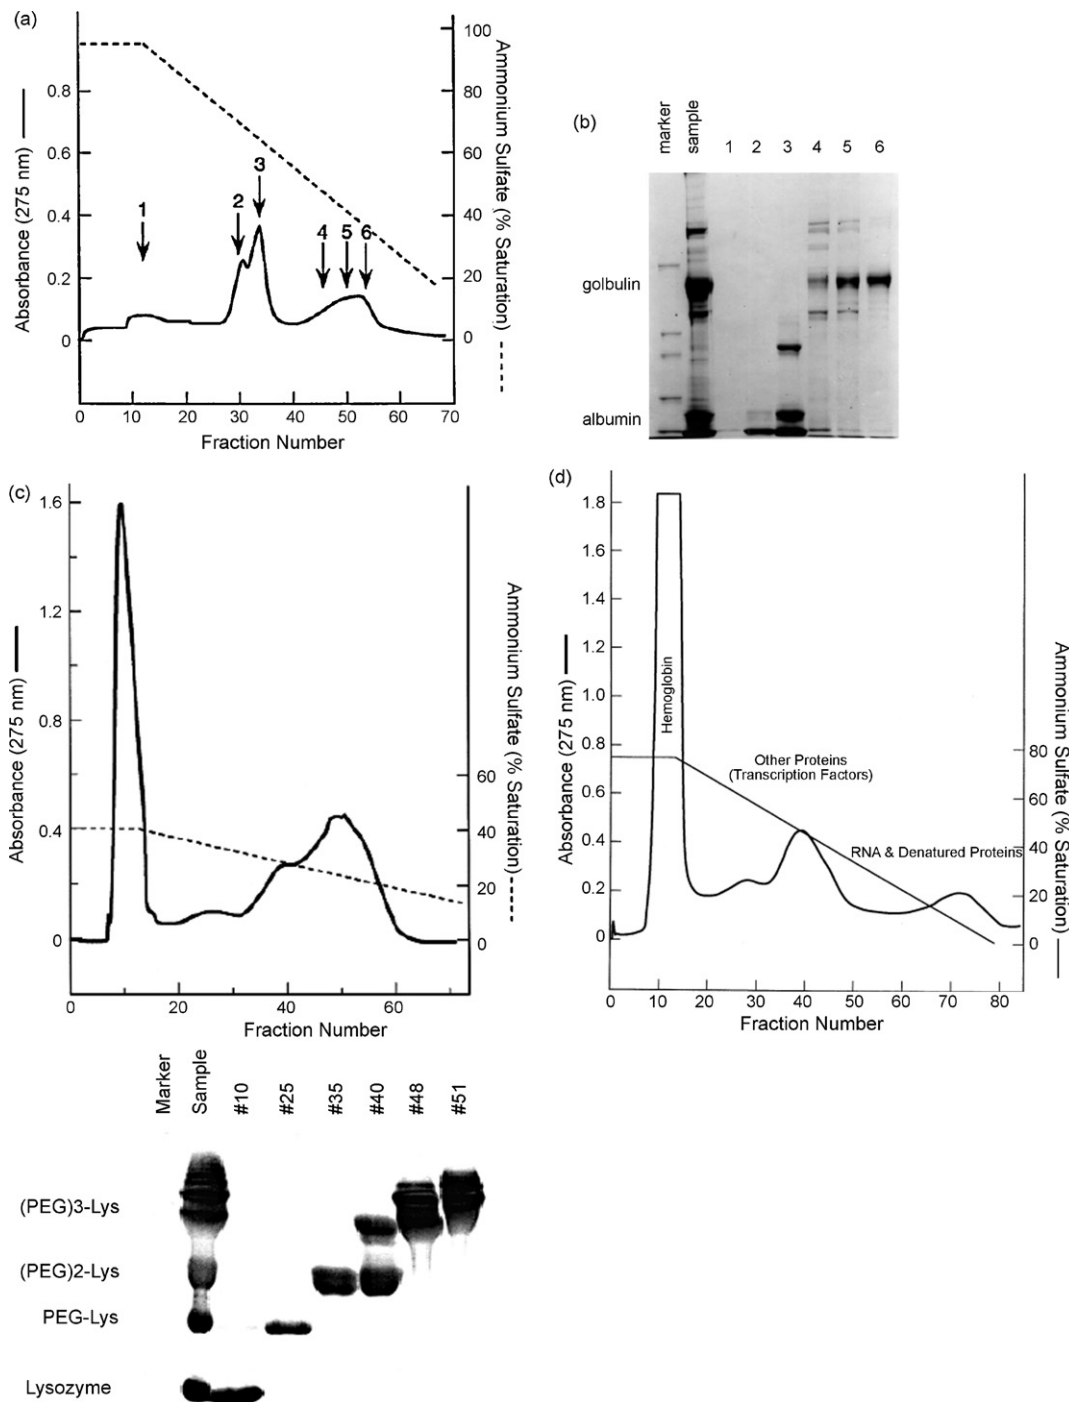 (a)
Absorbance (275 nm)
0.8
0.6
0.4
0.2
0
1
2
3
4
5
6
100
80
60
40
20
0
Ammonium Sulfate (% Saturation)
0 10 20 30 40 50 60 70
Fraction Number
(b)
marker sample 1 2 3 4 5 6
golbulin
albumin
(c)
Absorbance (275 nm)
1.6
1.2
0.8
0.4
0
60
40
20
0
Ammonium Sulfate (% Saturation)
0 20 40 60
Fraction Number
(d)
Absorbance (275 nm)
1.8
1.6
1.4
1.2
1.0
0.8
0.6
0.4
0.2
0
Hemoglobin
Other Proteins
(Transcription Factors)
RNA & Denatured Proteins
80
60
40
20
0
Ammonium Sulfate (% Saturation)
0 10 20 30 40 50 60 70 80
Fraction Number
Marker Sample #10 #25 #35 #40 #48 #51
(PEG)3-Lys
(PEG)2-Lys
PEG-Lys
Lysozyme